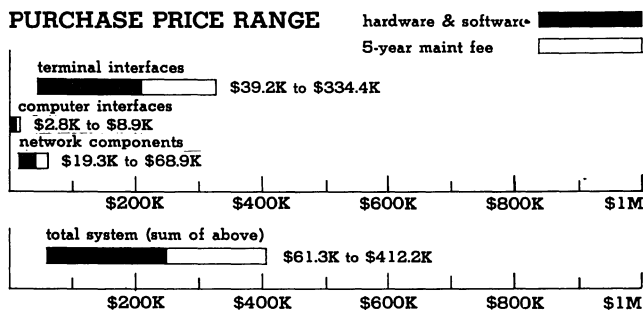 PURCHASE PRICE RANGE
hardware & software
5-year maint fee
terminal interfaces
$39.2K to $334.4K
computer interfaces
$2.8K to $8.9K
network components
$19.3K to $68.9K
$200K $400K $600K $800K $1M
total system (sum of above)
$61.3K to $412.2K
$200K $400K $600K $800K $1M